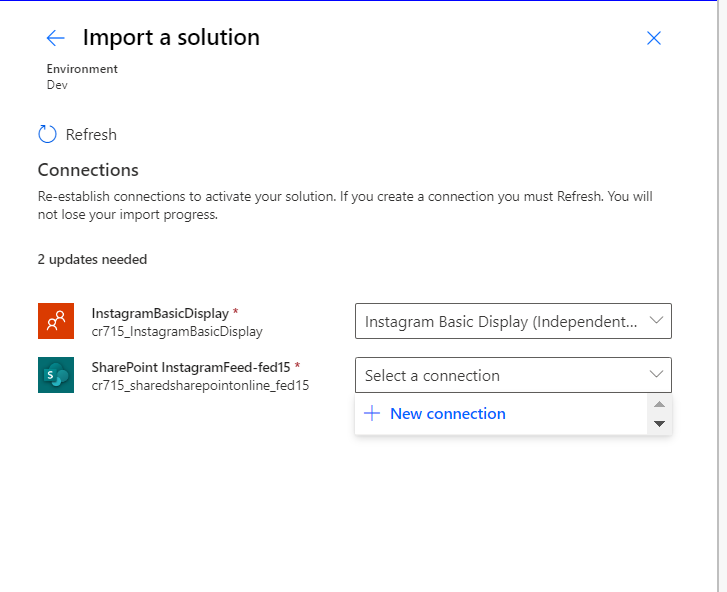 Import a solution
Environment
Dev
Refresh
Connections
Re-establish connections to activate your solution. If you create a connection you must Refresh. You will
not lose your import progress.
2 updates needed
InstagramBasicDisplay *
cr715_InstagramBasicDisplay
Instagram Basic Display (Independent...
SharePoint InstagramFeed-fed15 *
cr715_sharedsharepointonline_fed15
Select a connection
New connection